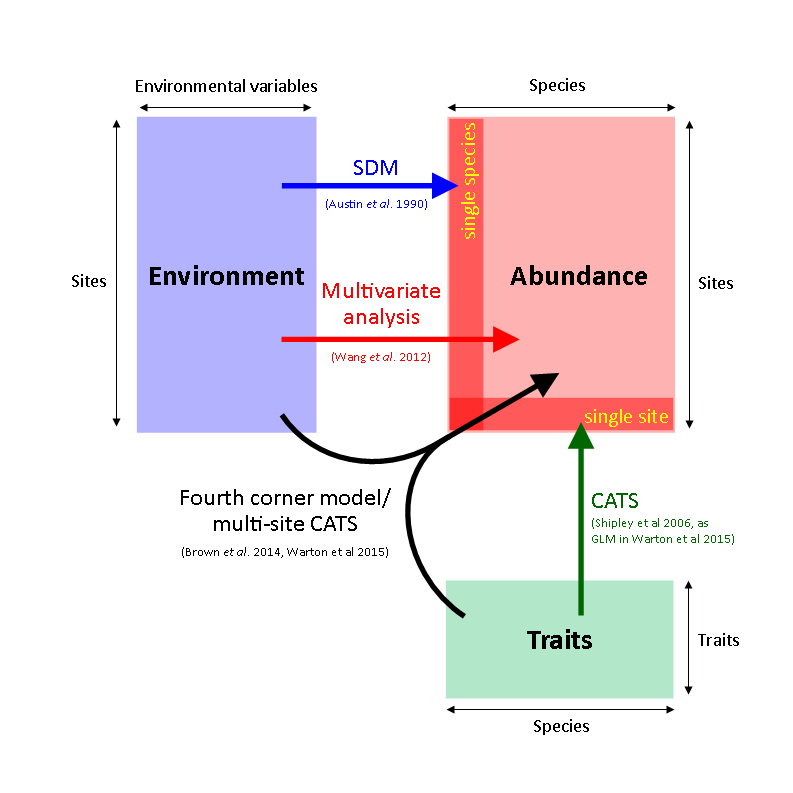 Environmental variables
Species
SDM
(Austin et al. 1990)
single species
Sites
Environment
Abundance
Sites
Multivariate
analysis
(Wang et al. 2012)
single site
Fourth corner model/
multi-site CATS
(Brown et al. 2014, Warton et al 2015)
CATS
(Shipley et al 2006, as
GLM in Warton et al 2015)
Traits
Traits
Species